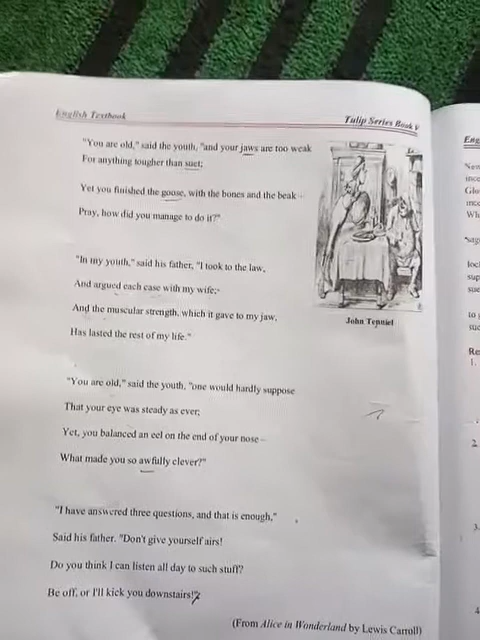 English Textbook
Tulip Series Book V
"You are old," said the youth, "and your jaws are too weak
For anything tougher than suet;
Yet you finished the goose, with the bones and the beak –
Pray, how did you manage to do it?"
"In my youth," said his father, "I took to the law,
And argued each case with my wife;
And the muscular strength, which it gave to my jaw,
Has lasted the rest of my life."
John Tenniel
"You are old," said the youth, "one would hardly suppose
That your eye was steady as ever;
Yet, you balanced an eel on the end of your nose –
What made you so awfully clever?"
"I have answered three questions, and that is enough,"
Said his father. "Don't give yourself airs!
Do you think I can listen all day to such stuff?
Be off, or I'll kick you downstairs!"
(From Alice in Wonderland by Lewis Carroll)
Eng
Re
1.
2
3.
4